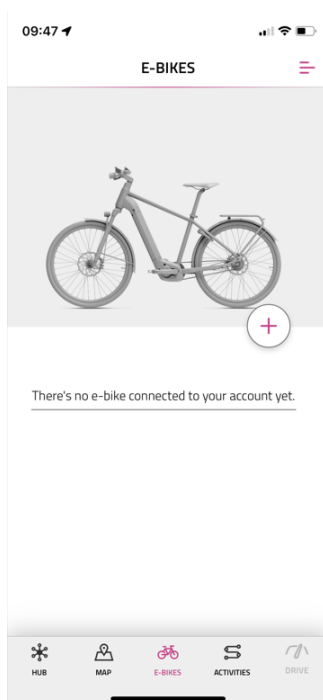 09:47
E-BIKES
There's no e-bike connected to your account yet.
HUB
MAP
E-BIKES
ACTIVITIES
DRIVE